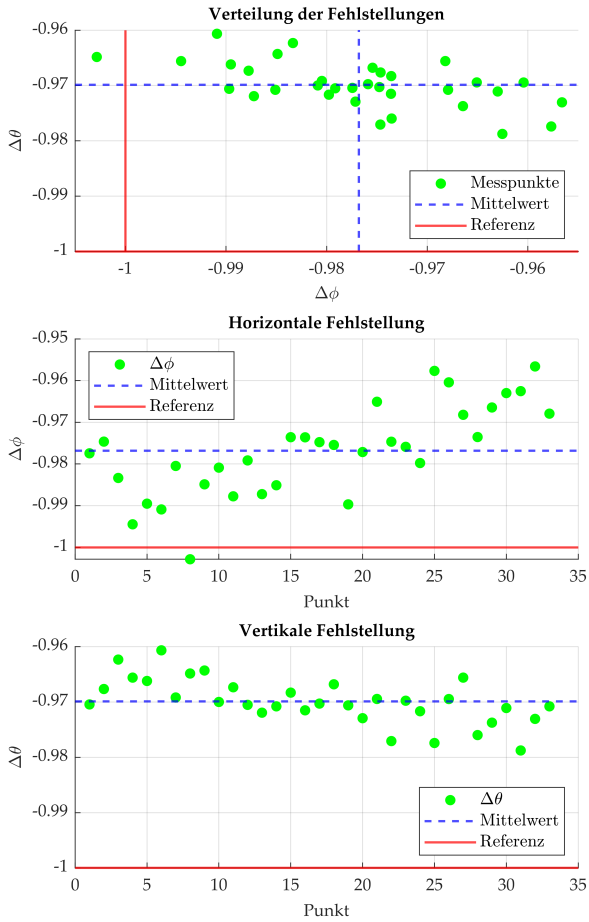 Verteilung der Fehlstellungen
-0.96
-0.97
-0.98
-0.99
-1
Δθ
Messpunkte
Mittelwert
Referenz
-1 -0.99 -0.98 -0.97 -0.96
Δϕ
Horizontale Fehlstellung
-0.95
-0.96
-0.97
-0.98
-0.99
-1
Δϕ
Δϕ
Mittelwert
Referenz
0 5 10 15 20 25 30 35
Punkt
Vertikale Fehlstellung
-0.96
-0.97
-0.98
-0.99
-1
Δθ
Δθ
Mittelwert
Referenz
0 5 10 15 20 25 30 35
Punkt